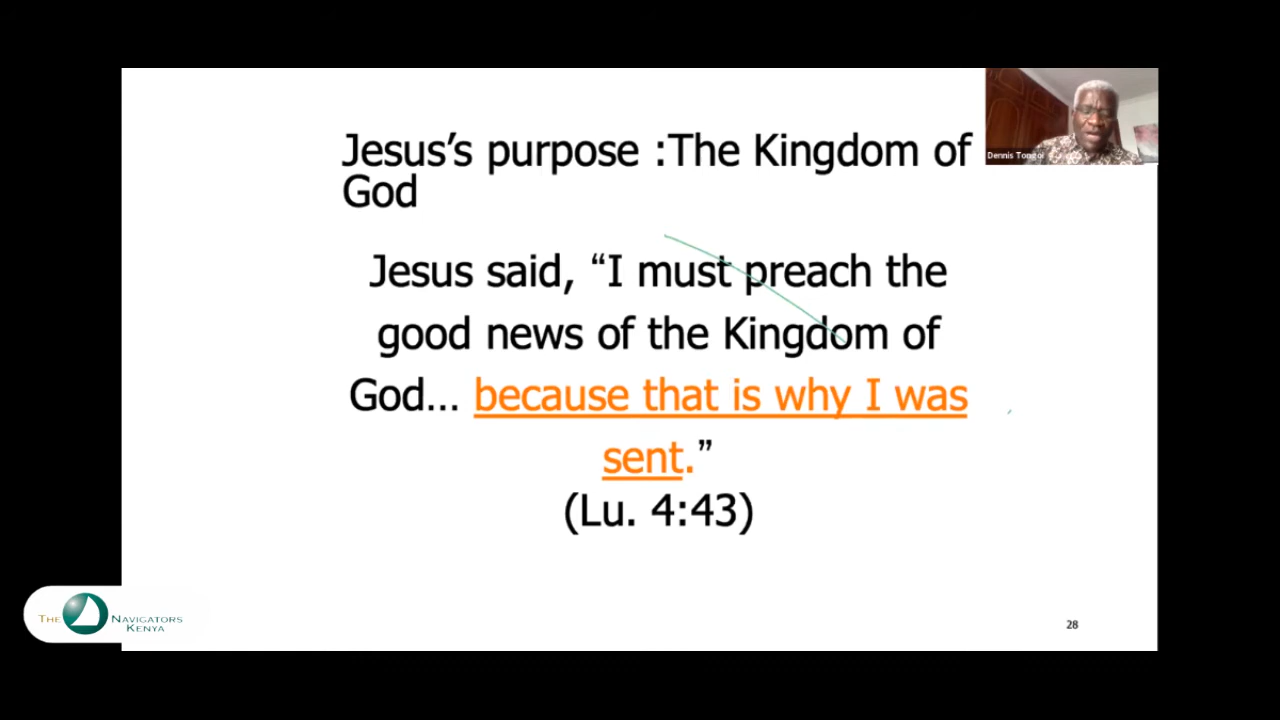 Jesus’s purpose :The Kingdom of
God
Dennis
Jesus said, “I must preach the
good news of the Kingdom of
God… because that is why I was
sent.”
(Lu. 4:43)
THE NAVIGATORS
KENYA
28